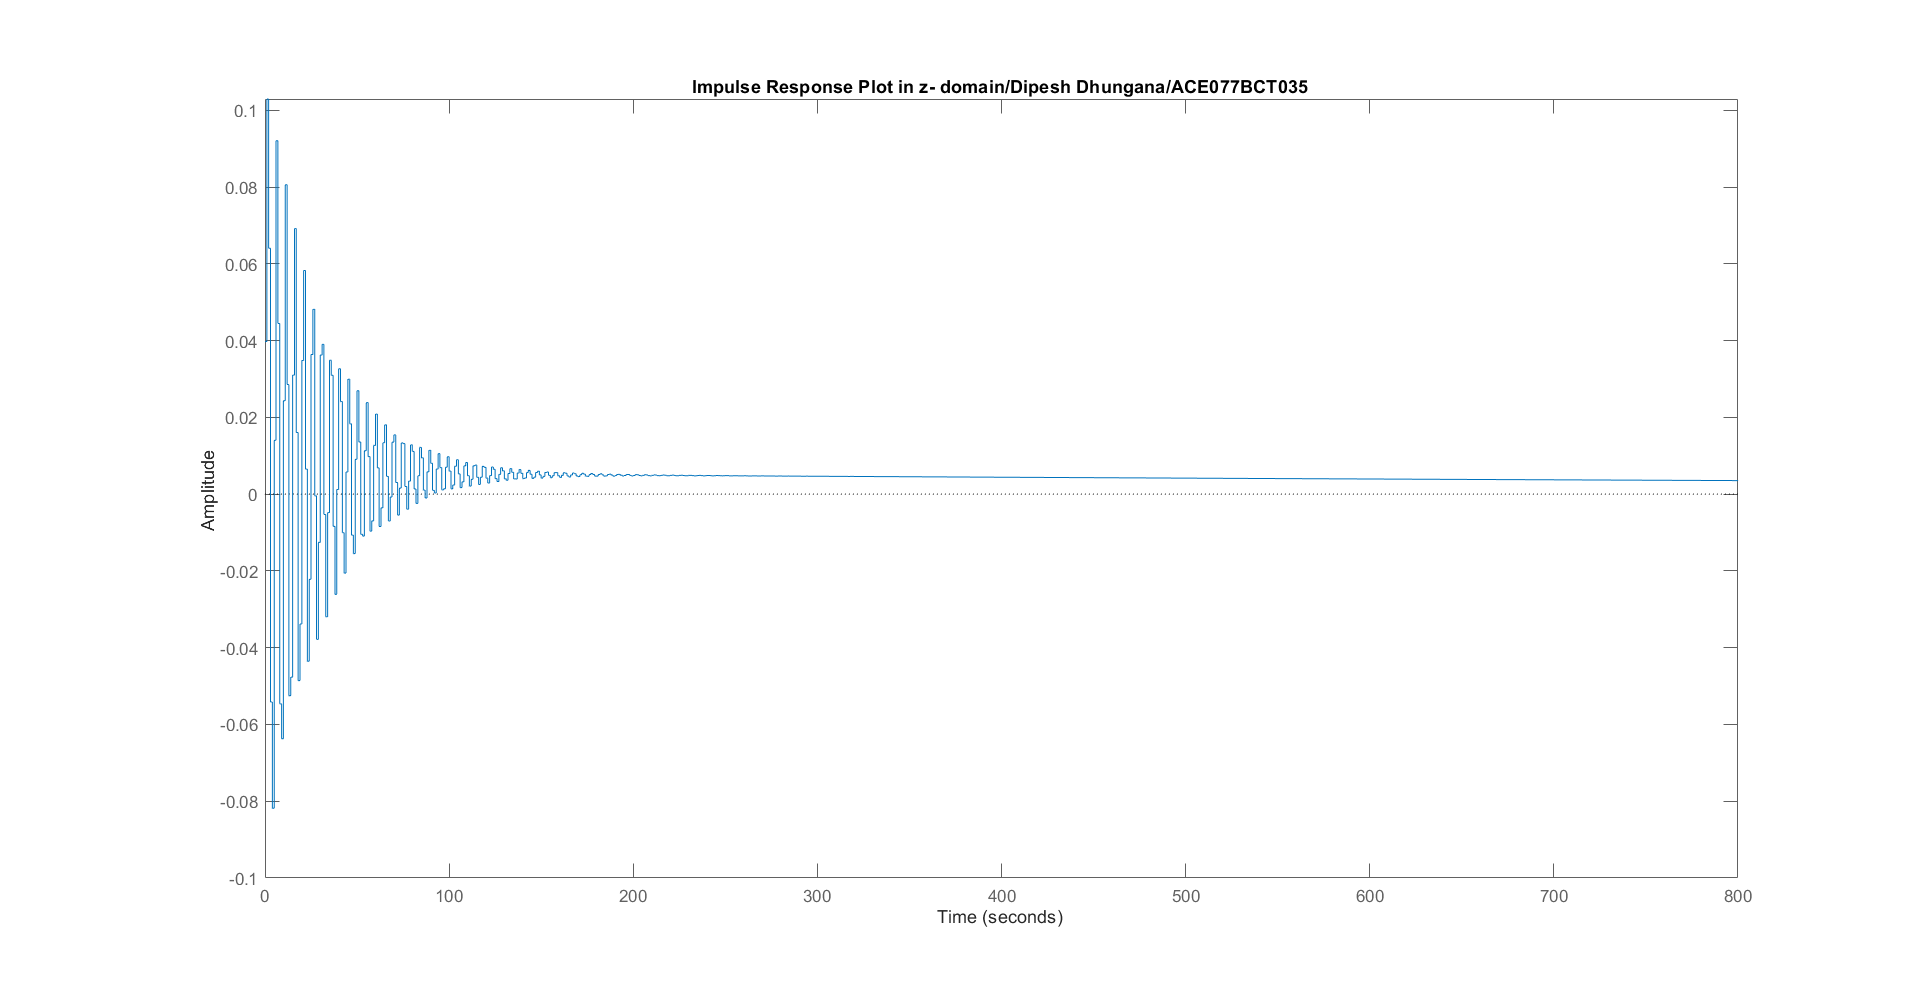 Impulse Response Plot in z- domain/Dipesh Dhungana/ACE077BCT035
0.1
0.08
0.06
0.04
0.02
0
-0.02
-0.04
-0.06
-0.08
-0.1
Amplitude
0 100 200 300 400 500 600 700 800
Time (seconds)